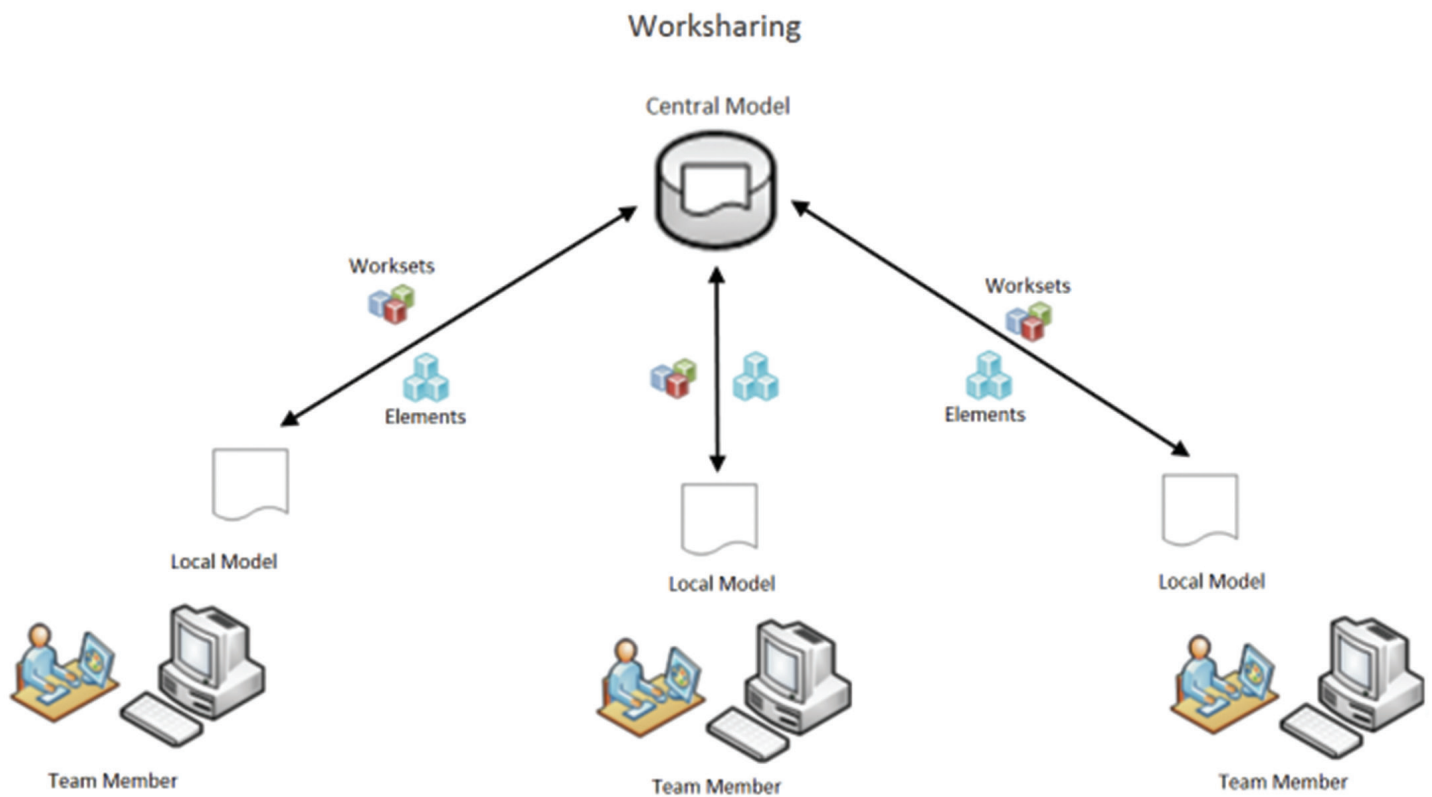 Worksharing
Central Model
Worksets
Elements
Worksets
Elements
Local Model
Local Model
Local Model
Team Member
Team Member
Team Member